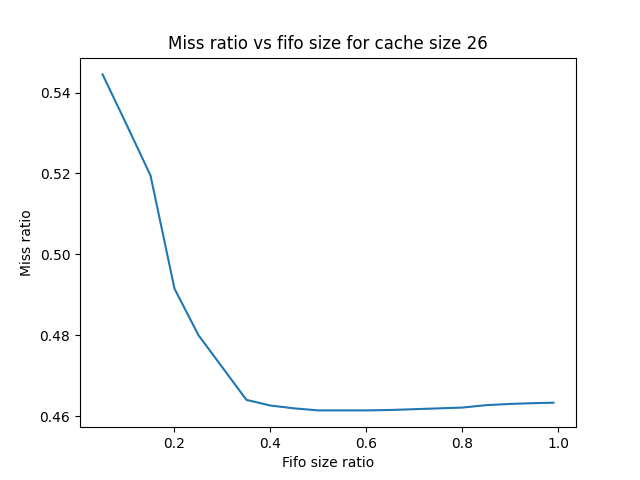 Miss ratio vs fifo size for cache size 26
0.54
0.52
0.50
0.48
0.46
Miss ratio
0.2 0.4 0.6 0.8 1.0
Fifo size ratio